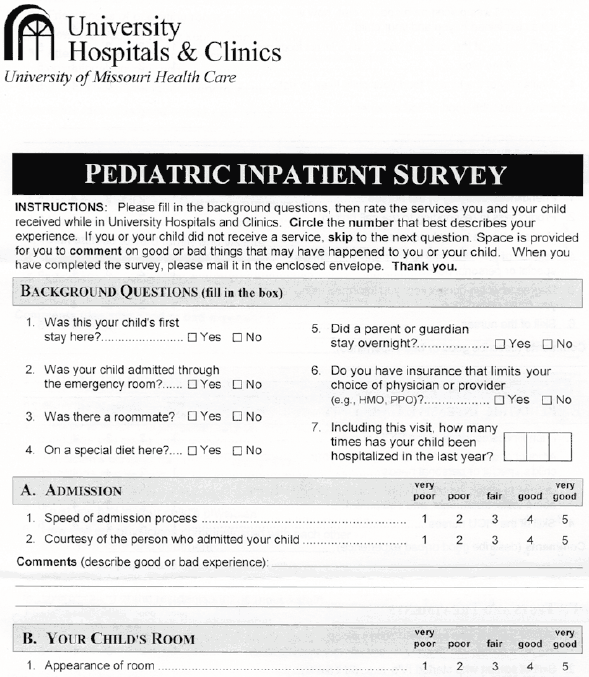 University
Hospitals & Clinics
University of Missouri Health Care
PEDIATRIC INPATIENT SURVEY
INSTRUCTIONS: Please fill in the background questions, then rate the services you and your child
received while in University Hospitals and Clinics. Circle the number that best describes your
experience. If you or your child did not receive a service, skip to the next question. Space is provided
for you to comment on good or bad things that may have happened to you or your child. When you
have completed the survey, please mail it in the enclosed envelope. Thank you.
BACKGROUND QUESTIONS (fill in the box)
1. Was this your child's first
stay here?........................ ☐ Yes ☐ No
2. Was your child admitted through
the emergency room?...... ☐ Yes ☐ No
3. Was there a roommate? ☐ Yes ☐ No
4. On a special diet here?.... ☐ Yes ☐ No
5. Did a parent or guardian
stay overnight?..................... ☐ Yes ☐ No
6. Do you have insurance that limits your
choice of physician or provider
(e.g., HMO, PPO)?.................. ☐ Yes ☐ No
7. Including this visit, how many
times has your child been
hospitalized in the last year?
A. ADMISSION very poor poor fair good very good
1. Speed of admission process ........................................................ 1 2 3 4 5
2. Courtesy of the person who admitted your child ............................ 1 2 3 4 5
Comments (describe good or bad experience):
B. YOUR CHILD'S ROOM very poor poor fair good very good
1. Appearance of room .................................................................... 1 2 3 4 5